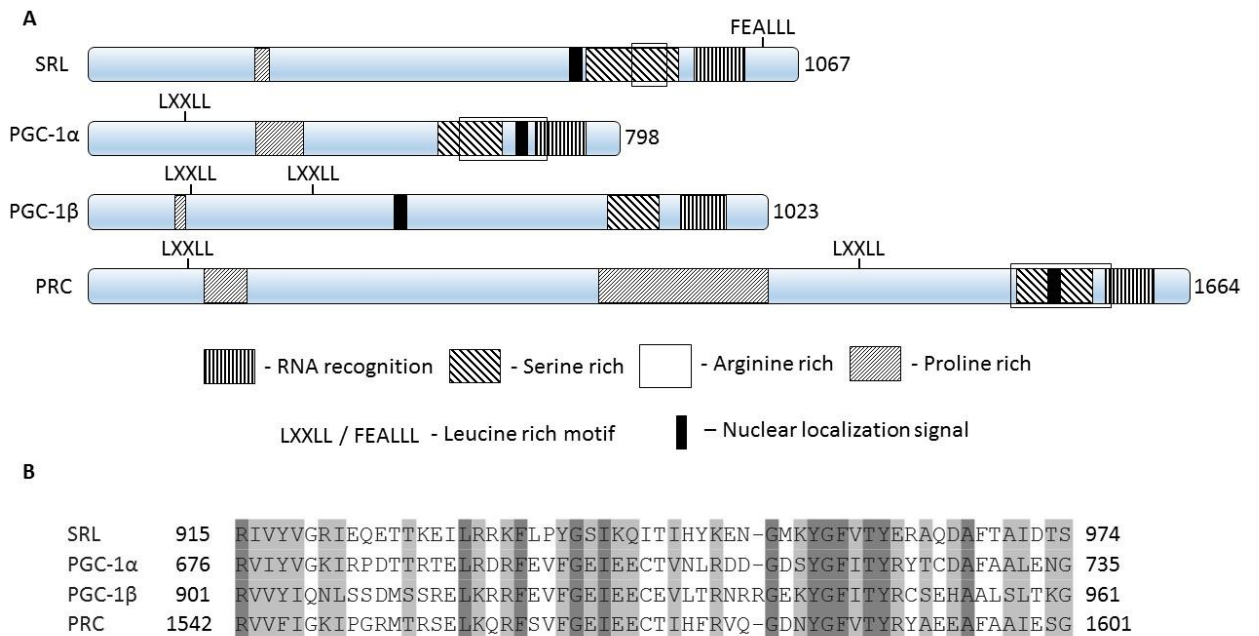 A
FEALLL
SRL 1067
LXXLL
PGC-1α 798
LXXLL LXXLL
PGC-1β 1023
LXXLL LXXLL
PRC 1664
- RNA recognition - Serine rich - Arginine rich - Proline rich
LXXLL / FEALLL - Leucine rich motif – Nuclear localization signal
B
SRL 915 RIVYVGRIEQETTKEILRRKFLPYGSIKQITIHYKEN-GMKYGFVTYERAQDAFTAIDTS 974
PGC-1α 676 RVIYVGKIRPDTTRTELRDRFEVFGEIEECTVNLRDD-GDSYGFITYRYTCDAFAALENG 735
PGC-1β 901 RVVYIQNLSSDMSSRELKRRFEVFGEIEECEVLTRNRRGEKYGFITYRCSEHAALSLTKG 961
PRC 1542 RVVFIGKIPGRMTRSELKQRFSVFGEIEECTIHFRVQ-GDNYGFVTYRYAEEAFAAIESG 1601